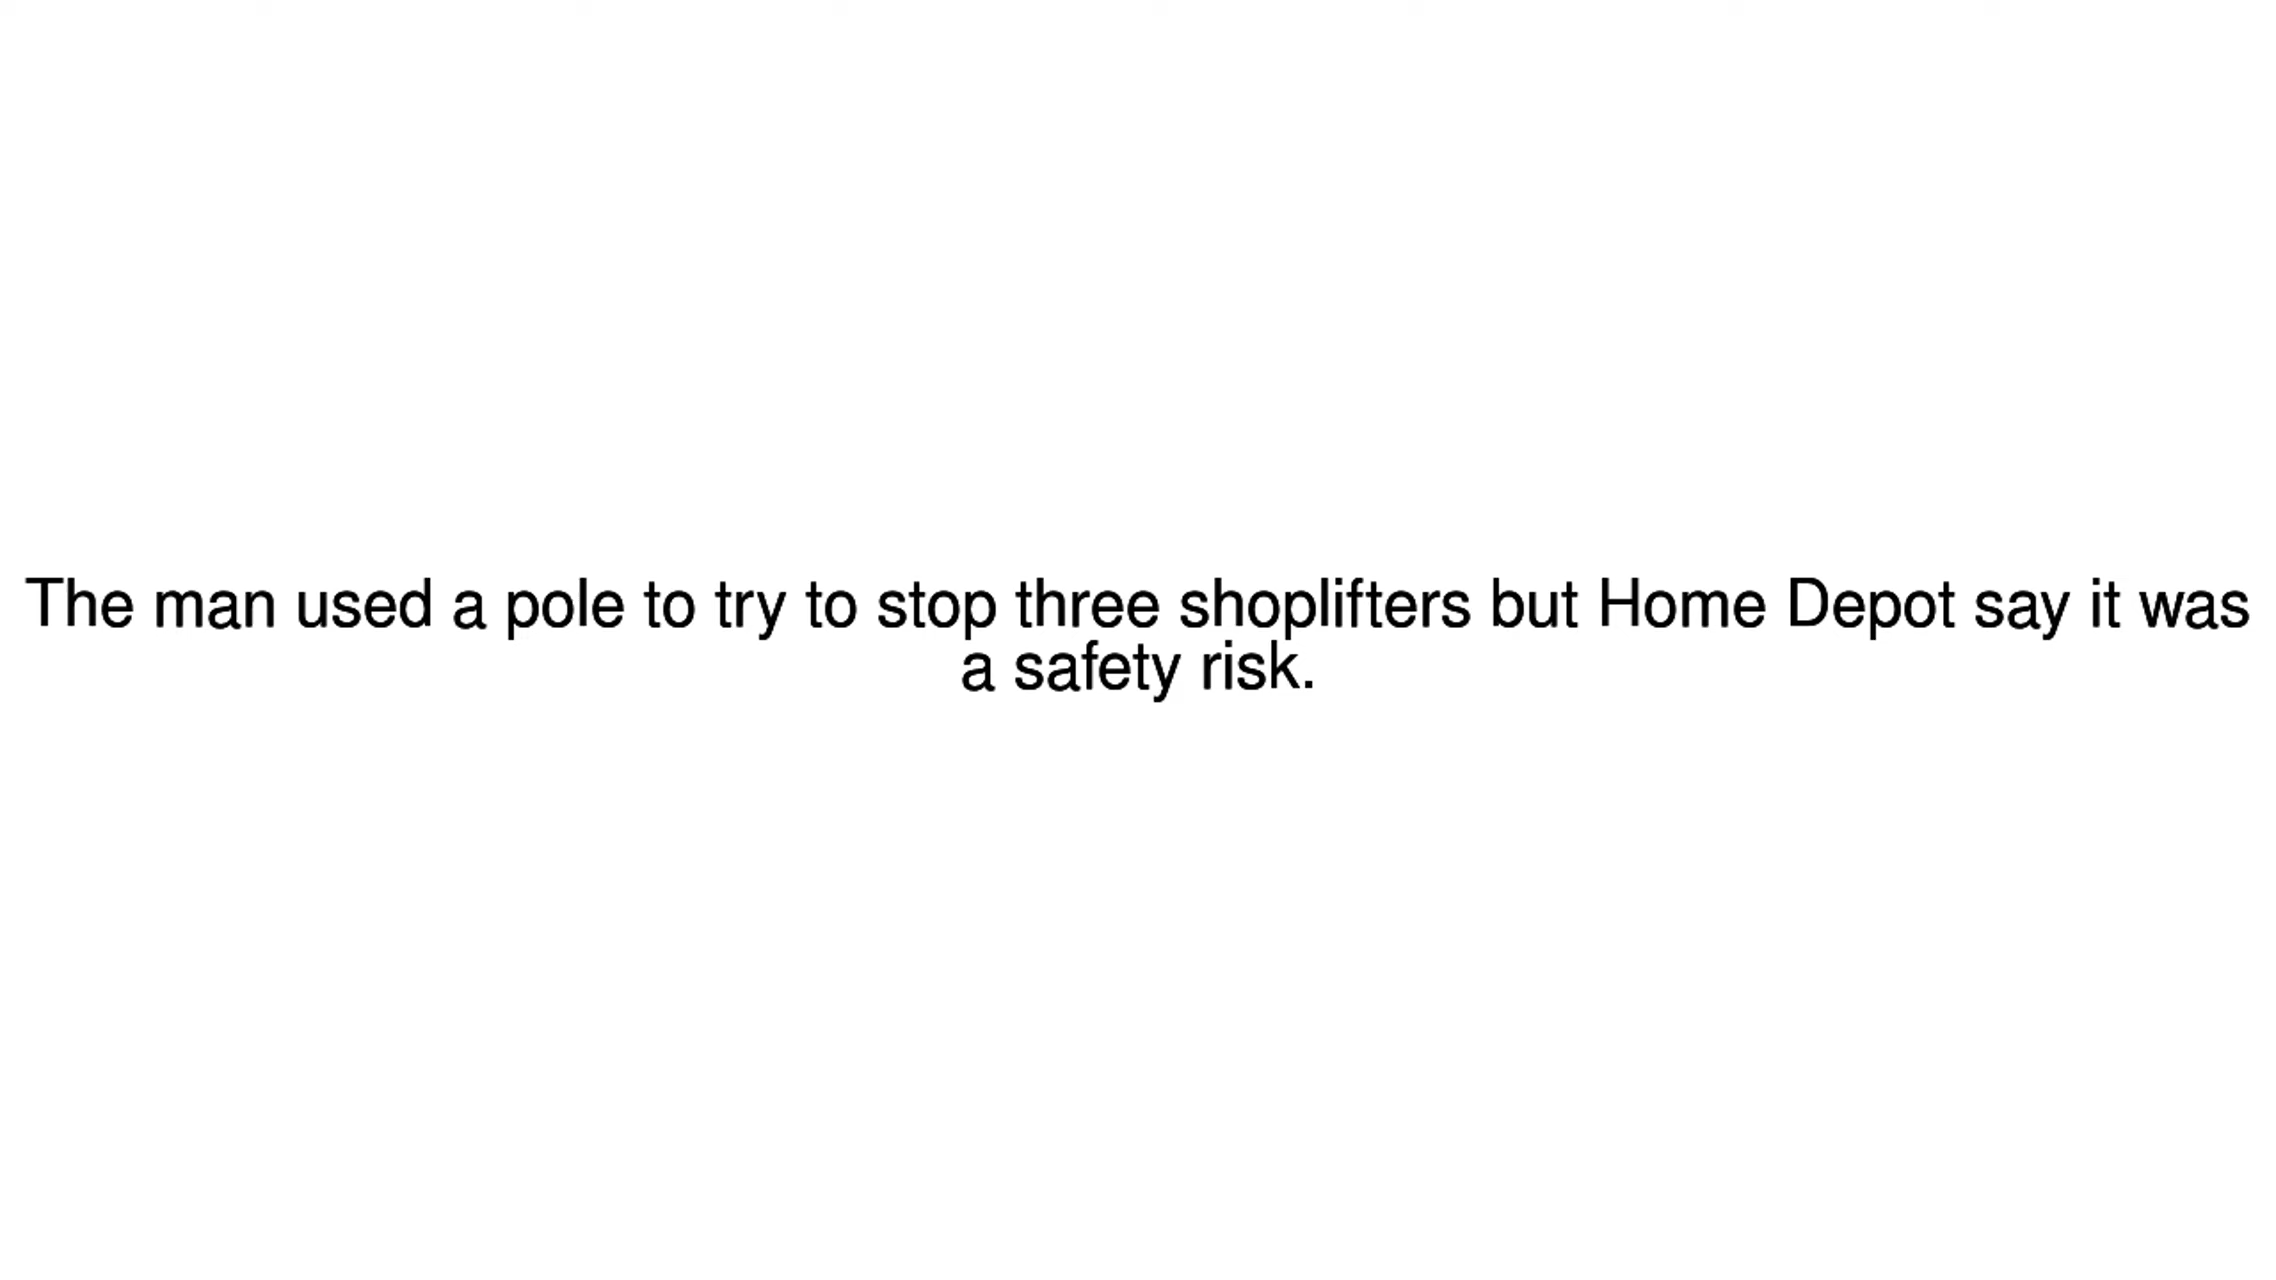 The man used a pole to try to stop three shoplifters but Home Depot say it was
a safety risk.